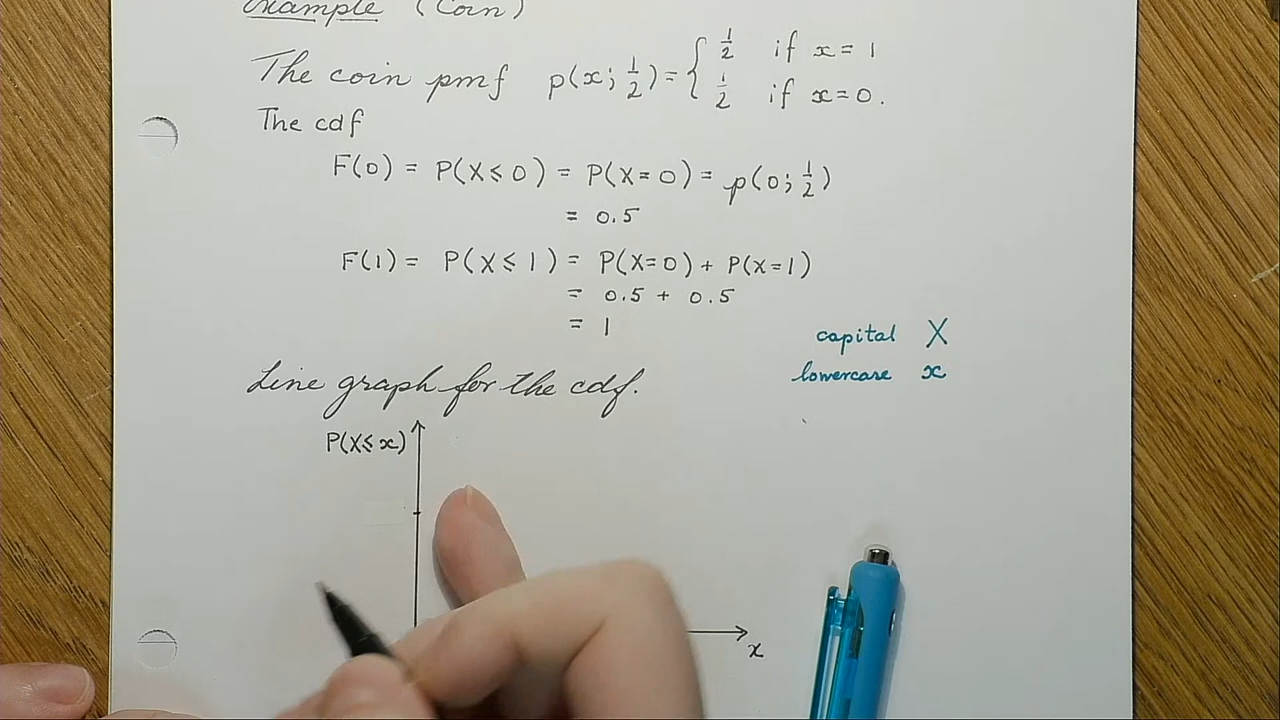 Example (Coin)
The coin pmf p(x; 1/2) = { 1/2 if x = 1
1/2 if x = 0.
The cdf
F(0) = P(X ≤ 0) = P(X = 0) = p(0; 1/2)
= 0.5
F(1) = P(X ≤ 1) = P(X=0) + P(X=1)
= 0.5 + 0.5
= 1
capital X
lowercase x
Line graph for the cdf.
P(X ≤ x)
x